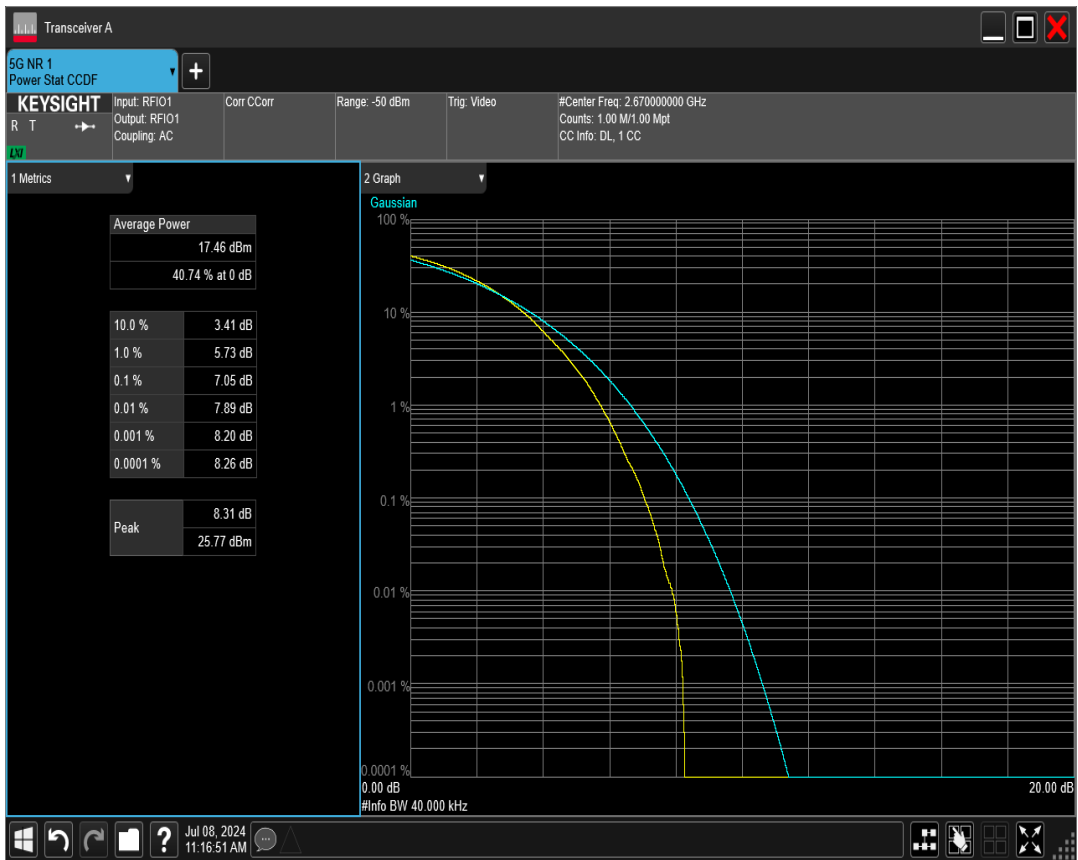 Transceiver A
5G NR 1
Power Stat CCDF
+
KEYSIGHT
R T
LXI
Input: RFIO1
Output: RFIO1
Coupling: AC
Corr CCorr
Range: -50 dBm
Trig: Video
#Center Freq: 2.670000000 GHz
Counts: 1.00 M/1.00 Mpt
CC Info: DL, 1 CC
1 Metrics
Average Power
17.46 dBm
40.74 % at 0 dB
10.0 % 3.41 dB
1.0 % 5.73 dB
0.1 % 7.05 dB
0.01 % 7.89 dB
0.001 % 8.20 dB
0.0001 % 8.26 dB
Peak 8.31 dB
25.77 dBm
2 Graph
Gaussian
100 %
10 %
1 %
0.1 %
0.01 %
0.001 %
0.0001 %
0.00 dB 20.00 dB
#Info BW 40.000 kHz
?
Jul 08, 2024
11:16:51 AM